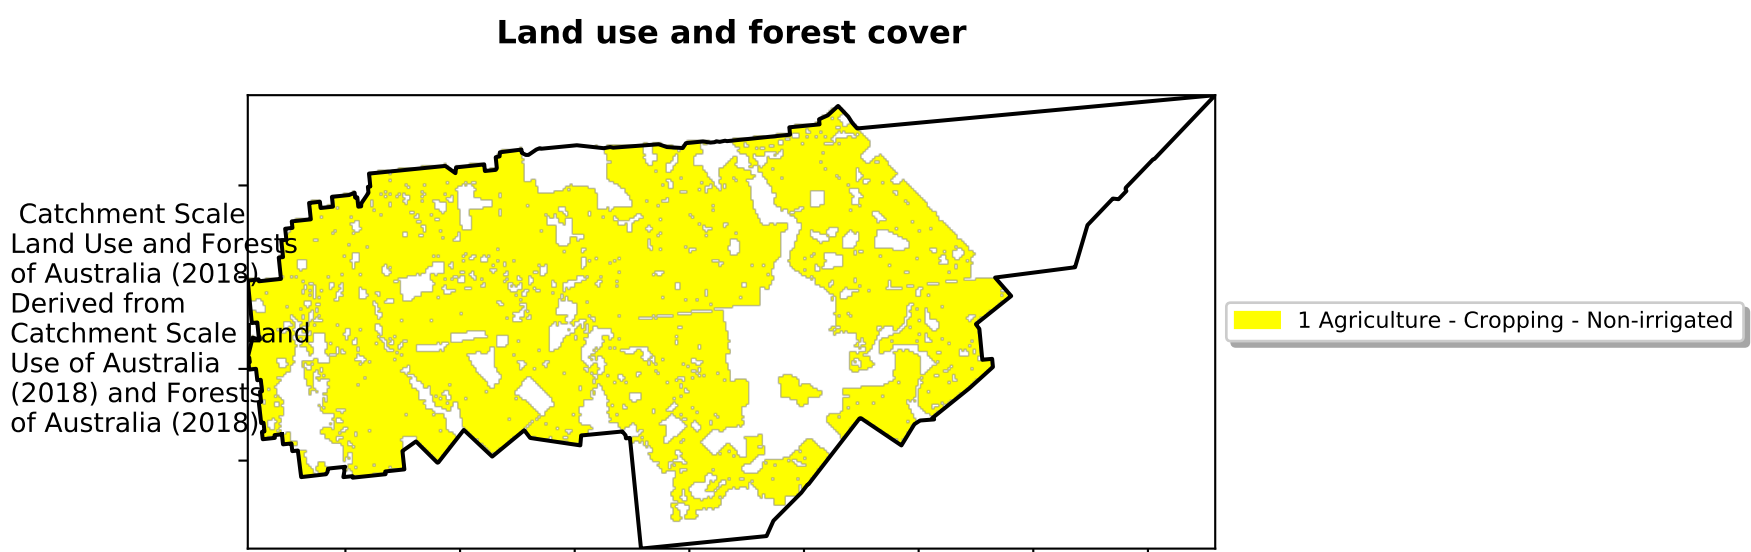 Land use and forest cover
Catchment Scale
Land Use and Forests
of Australia (2018),
Derived from
Catchment Scale Land
Use of Australia
(2018) and Forests
of Australia (2018)
1 Agriculture - Cropping - Non-irrigated